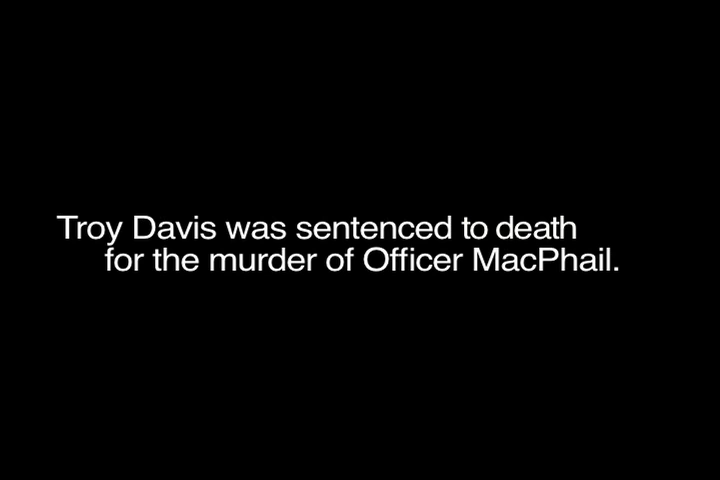 Troy Davis was sentenced to death
for the murder of Officer MacPhail.